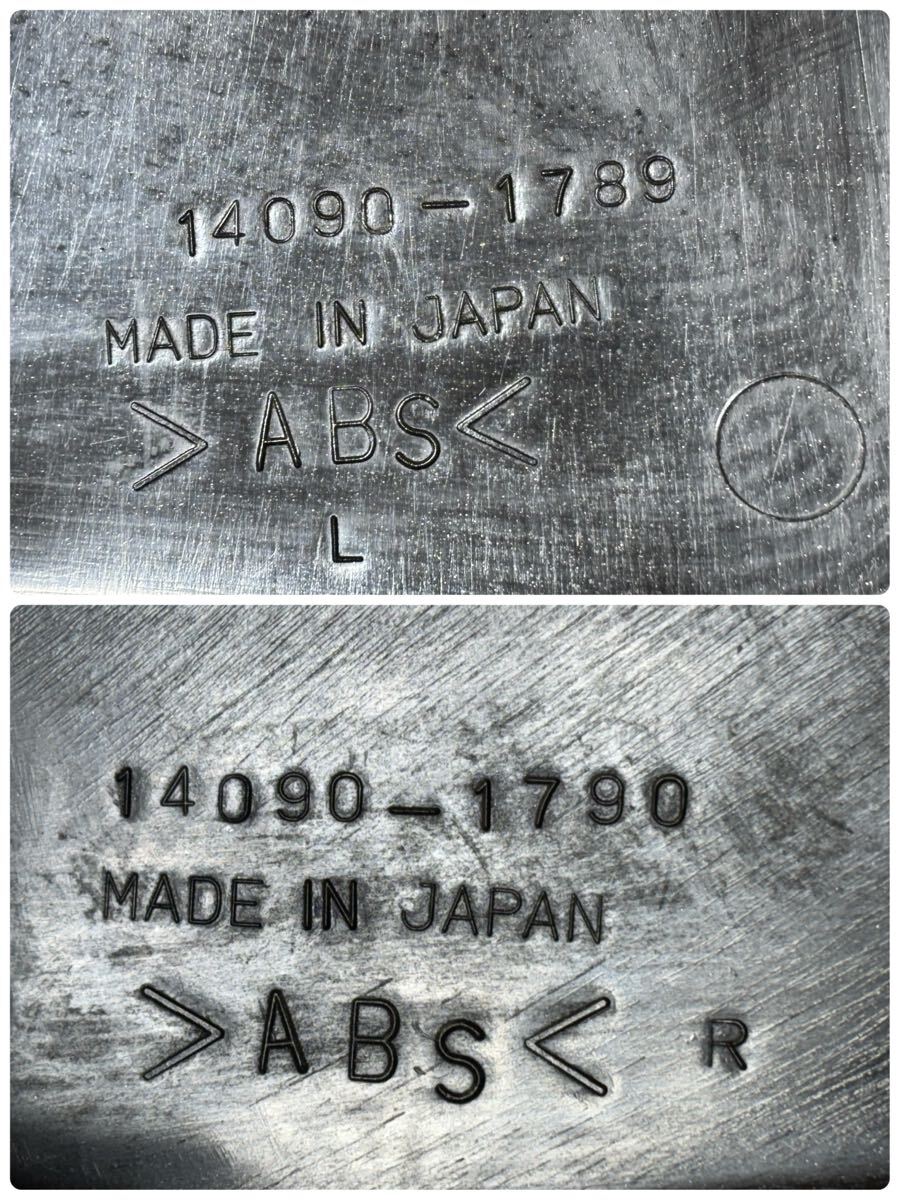 14090-1789
MADE IN JAPAN
>ABS<
L
14090-1790
MADE IN JAPAN
>ABS< R